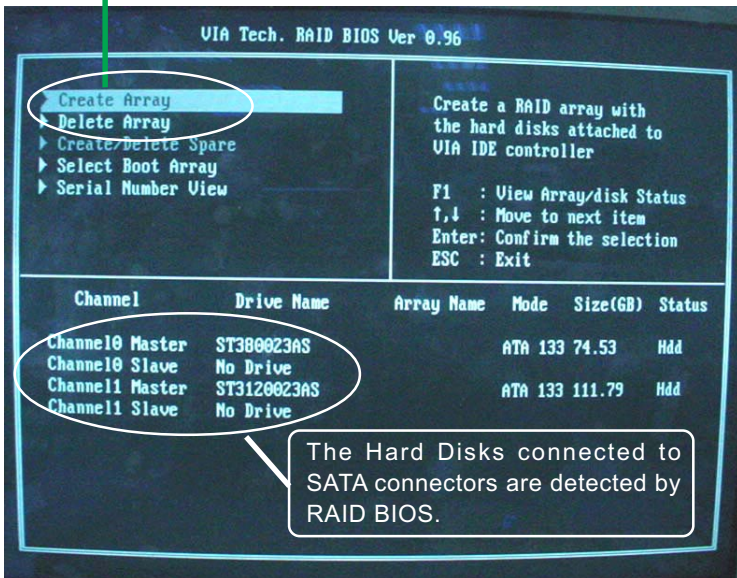 VIA Tech. RAID BIOS Ver 0.96
Create Array
Delete Array
Create/Delete Spare
Select Boot Array
Serial Number View
Create a RAID array with
the hard disks attached to
VIA IDE controller
F1 : View Array/disk Status
↑,↓ : Move to next item
Enter: Confirm the selection
ESC : Exit
Channel Drive Name Array Name Mode Size(GB) Status
Channel0 Master ST380023AS ATA 133 74.53 Hdd
Channel0 Slave No Drive
Channel1 Master ST3120023AS ATA 133 111.79 Hdd
Channel1 Slave No Drive
The Hard Disks connected to
SATA connectors are detected by
RAID BIOS.